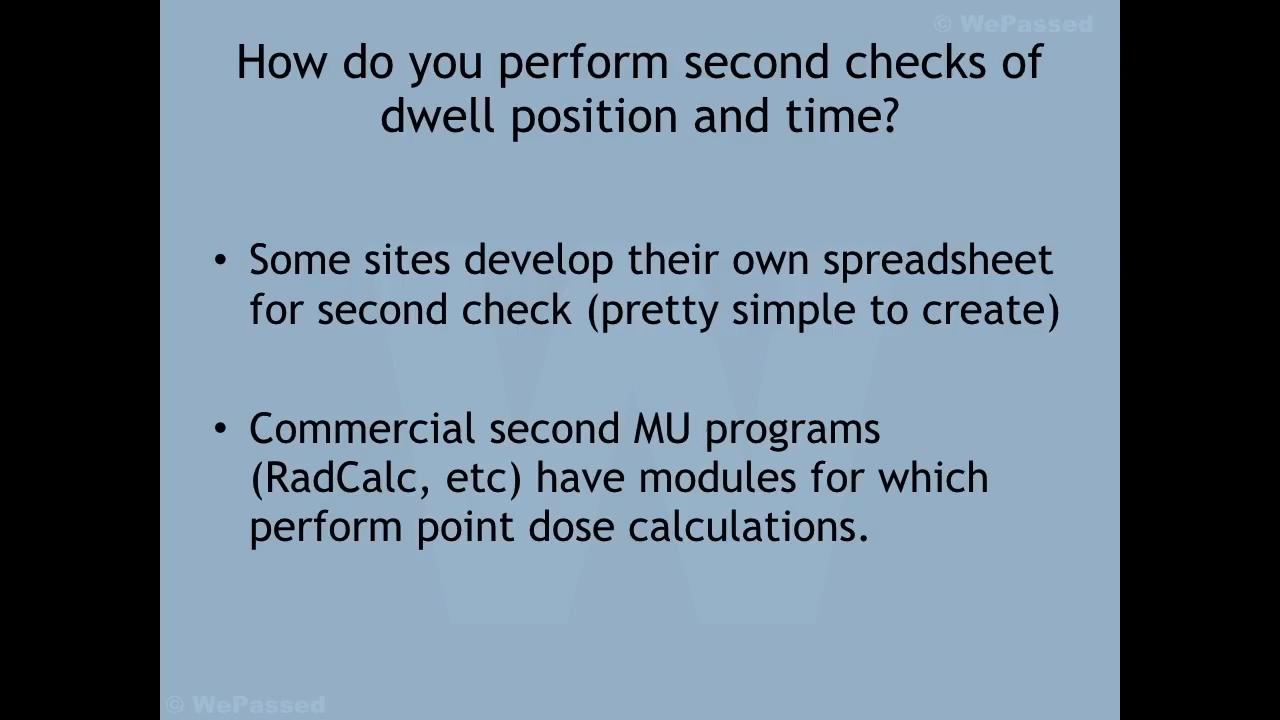 © WePassed
How do you perform second checks of
dwell position and time?
• Some sites develop their own spreadsheet
for second check (pretty simple to create)
• Commercial second MU programs
(RadCalc, etc) have modules for which
perform point dose calculations.
© WePassed